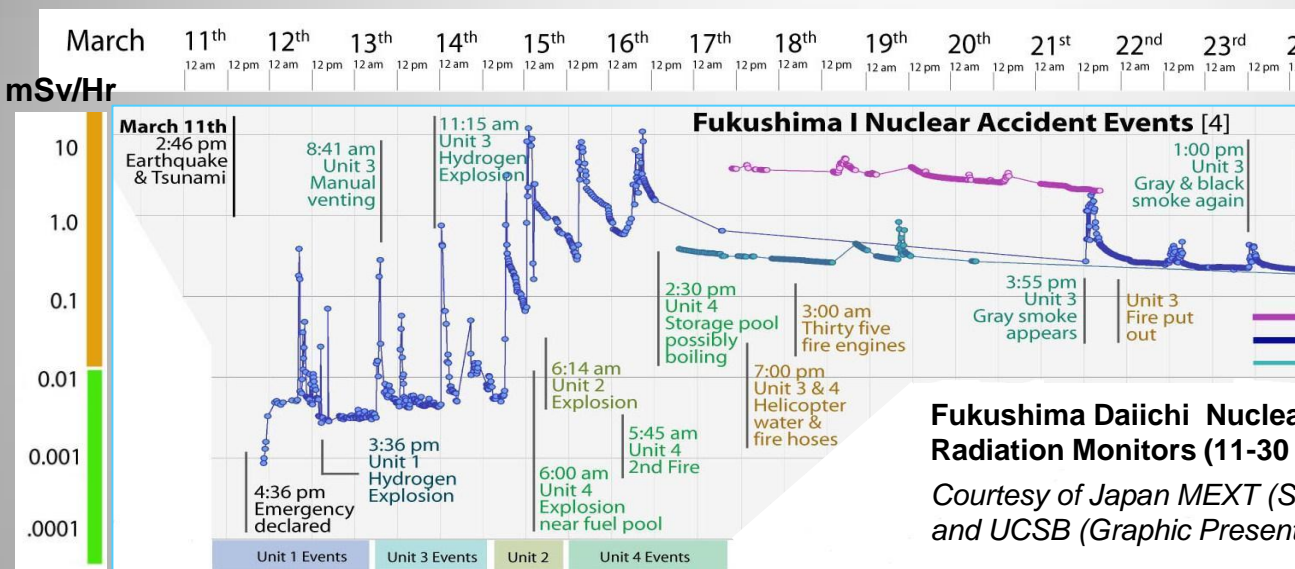 March 11th 12th 13th 14th 15th 16th 17th 18th 19th 20th 21st 22nd 23rd 2
12 am 12 pm 12 am 12 pm 12 am 12 pm 12 am 12 pm 12 am 12 pm 12 am 12 pm 12 am 12 pm 12 am 12 pm 12 am 12 pm 12 am 12 pm 12 am 12 pm 12 am 12 pm 12 am 12 pm 1
mSv/Hr
10
1.0
0.1
0.01
0.001
.0001
Fukushima I Nuclear Accident Events [4]
March 11th
2:46 pm
Earthquake
& Tsunami
8:41 am
Unit 3
Manual
venting
11:15 am
Unit 3
Hydrogen
Explosion
1:00 pm
Unit 3
Gray & black
smoke again
2:30 pm
Unit 4
Storage pool
possibly
boiling
3:00 am
Thirty five
fire engines
3:55 pm
Unit 3
Gray smoke
appears
Unit 3
Fire put
out
6:14 am
Unit 2
Explosion
7:00 pm
Unit 3 & 4
Helicopter
water &
fire hoses
4:36 pm
Emergency
declared
3:36 pm
Unit 1
Hydrogen
Explosion
6:00 am
Unit 4
Explosion
near fuel pool
5:45 am
Unit 4
2nd Fire
Fukushima Daiichi Nuclea
Radiation Monitors (11-30
Courtesy of Japan MEXT (S
and UCSB (Graphic Present
Unit 1 Events
Unit 3 Events
Unit 2
Unit 4 Events